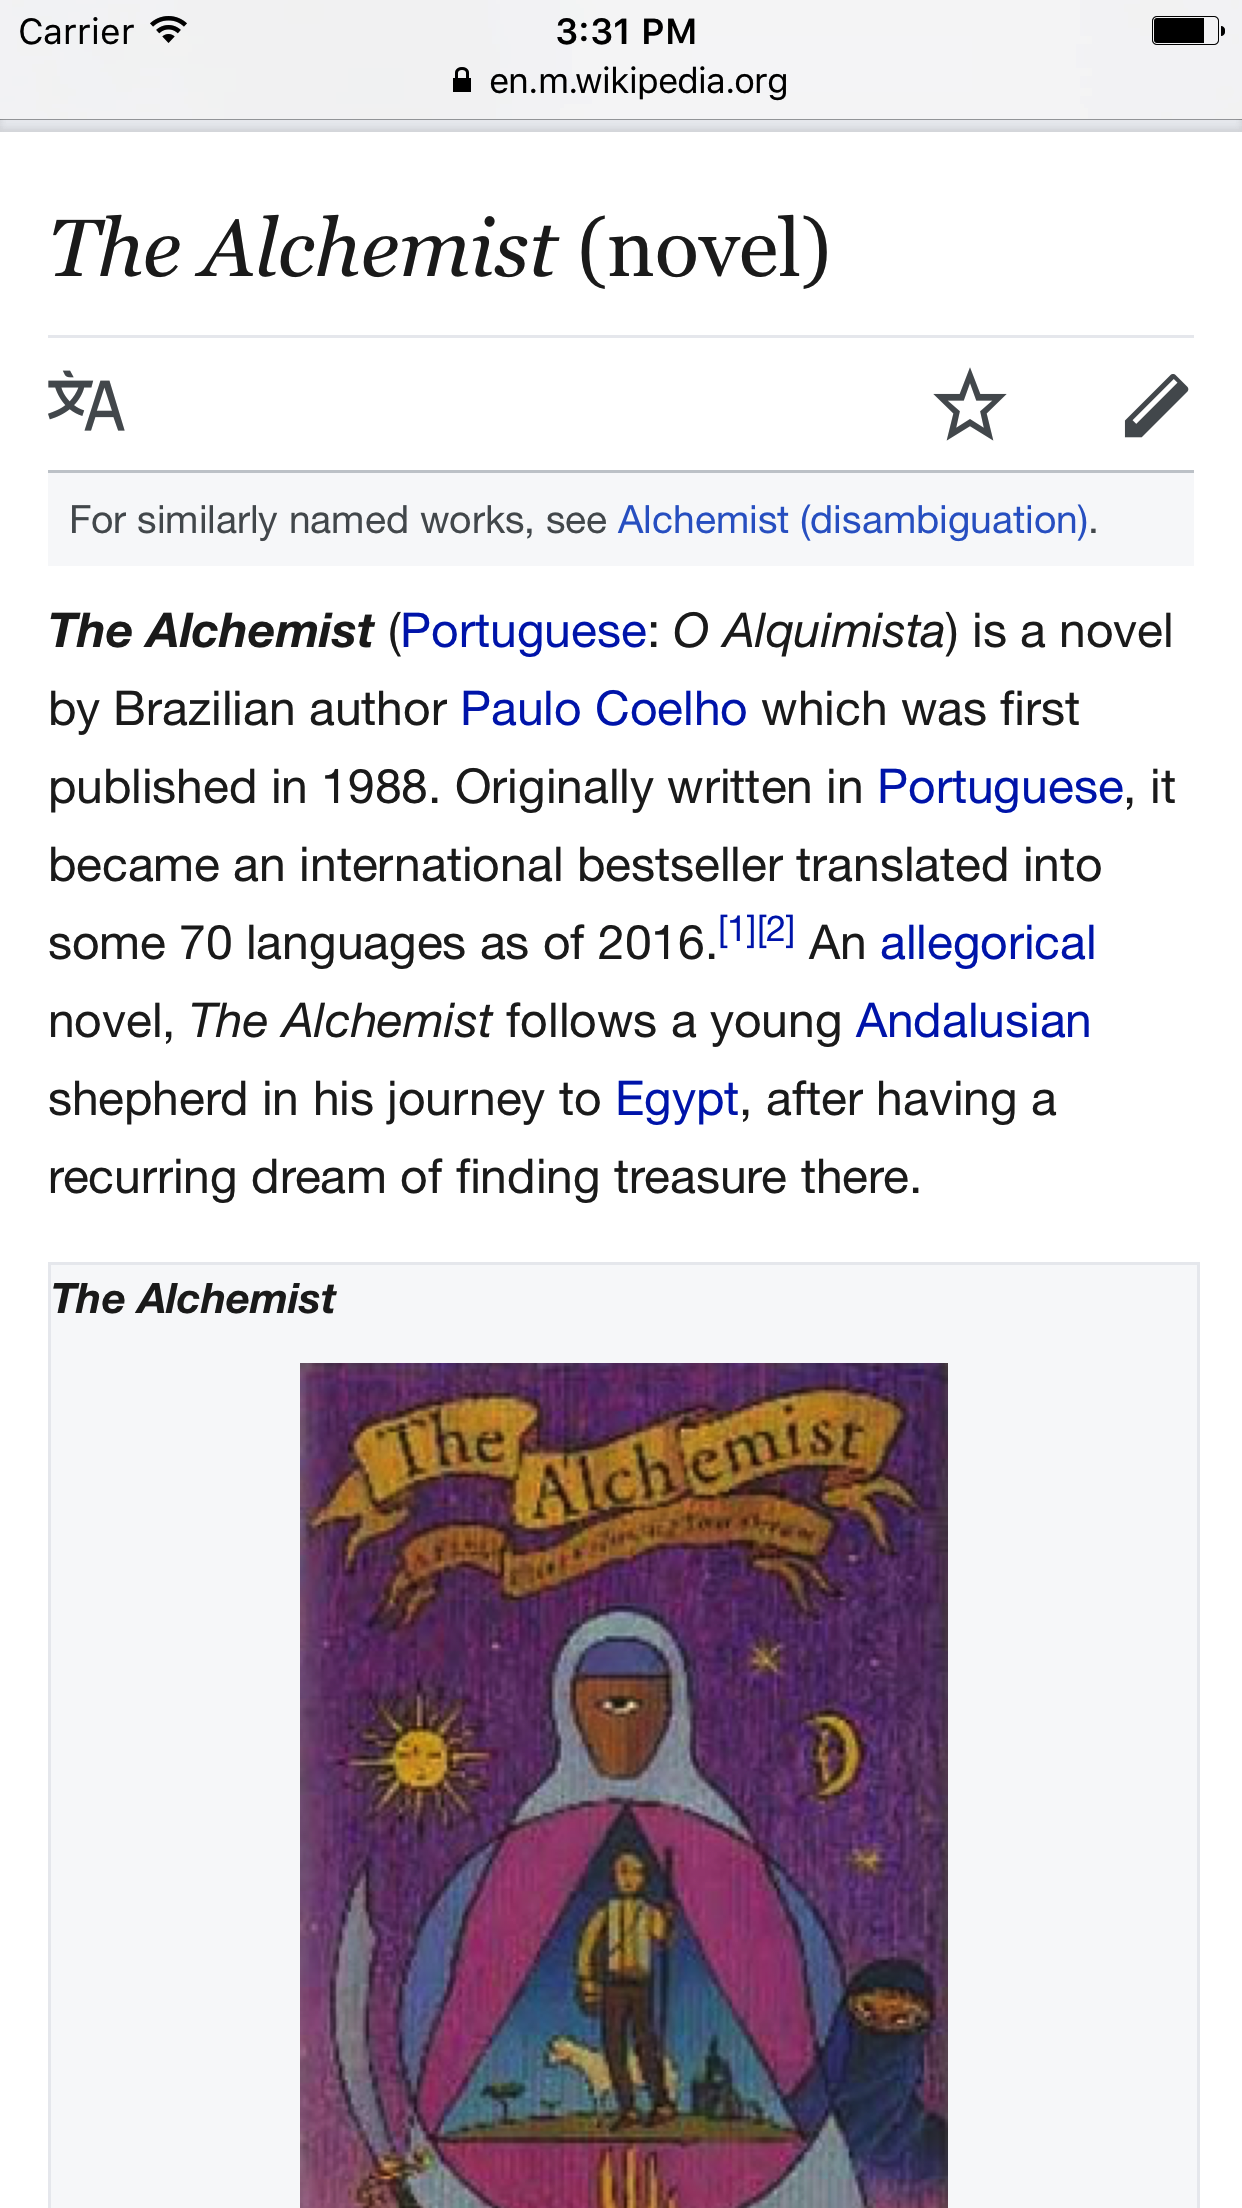 Carrier 3:31 PM
en.m.wikipedia.org
The Alchemist (novel)
文A
For similarly named works, see Alchemist (disambiguation).
The Alchemist (Portuguese: O Alquimista) is a novel
by Brazilian author Paulo Coelho which was first
published in 1988. Originally written in Portuguese, it
became an international bestseller translated into
some 70 languages as of 2016.[1][2] An allegorical
novel, The Alchemist follows a young Andalusian
shepherd in his journey to Egypt, after having a
recurring dream of finding treasure there.
The Alchemist
The Alchemist